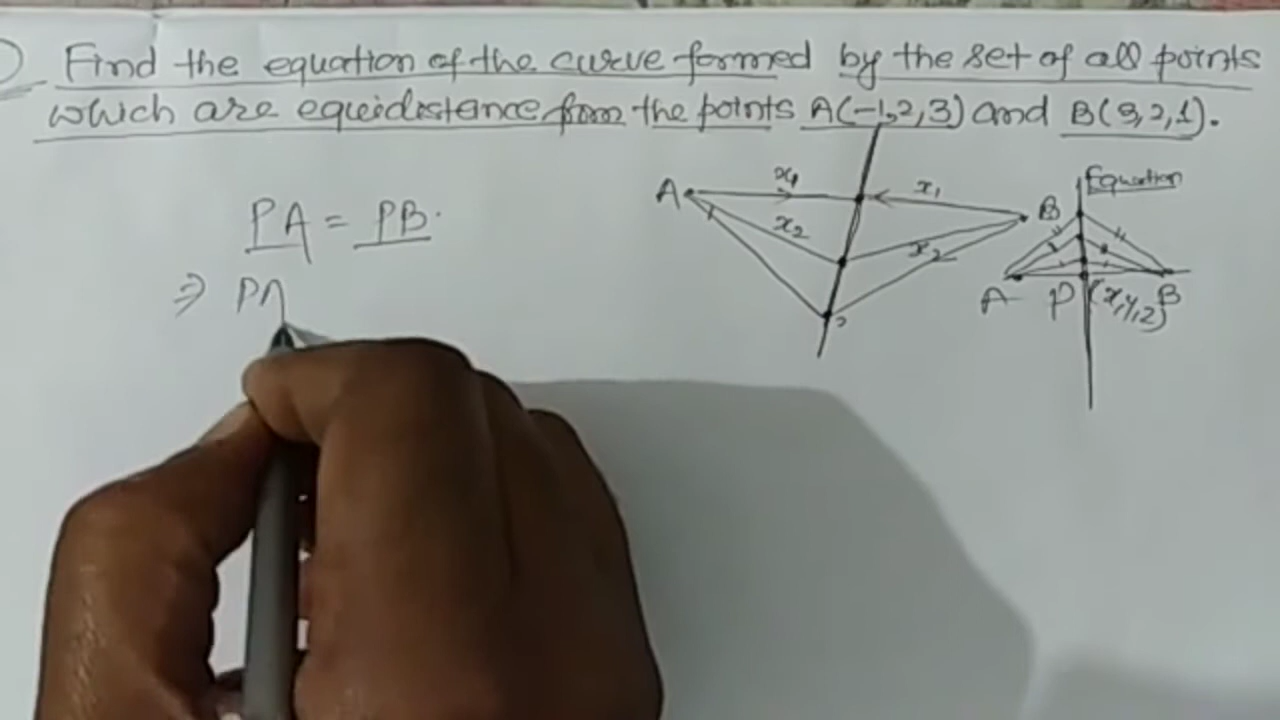 Find the equation of the curve formed by the set of all points
which are equidistance from the points A(-1,2,3) and B(3,2,1).
PA = PB.
⇒ PA
A x1 x1 B
x2 x2
Equation
A P(x,y,z) B